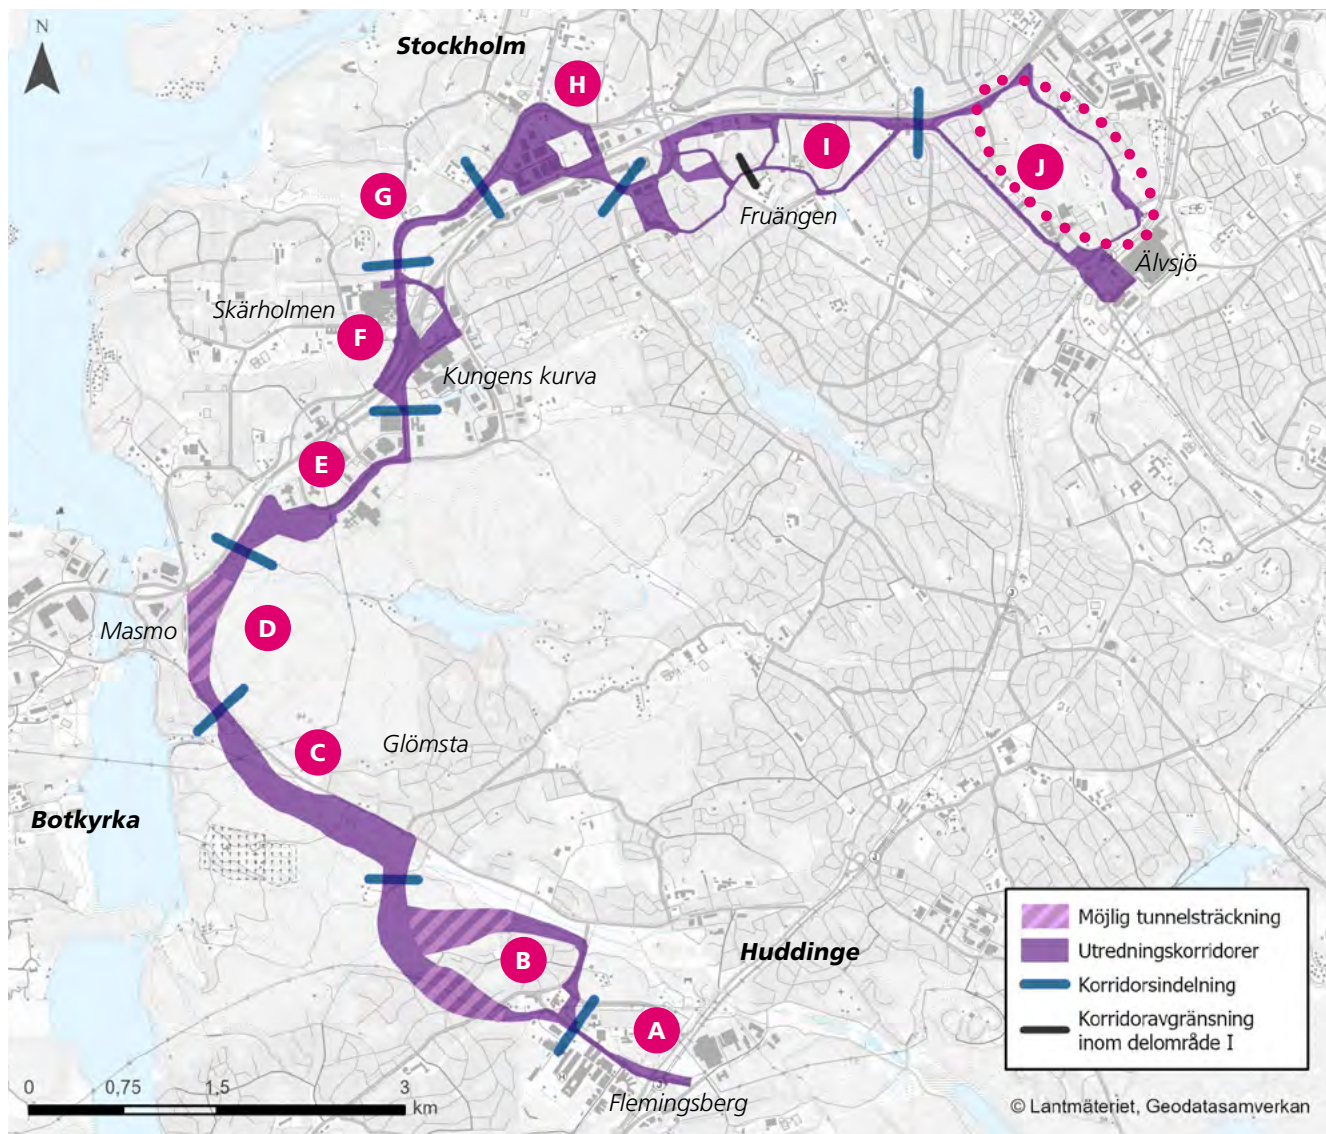 N
Stockholm
H
I
J
G
Fruängen
Älvsjö
Skärholmen
F
Kungens kurva
E
Masmo
D
C
Glömsta
Botkyrka
B
Huddinge
A
Flemingsberg
Möjlig tunnelsträckning
Utredningskorridorer
Korridorsindelning
Korridoravgränsning
inom delområde I
0 0,75 1,5 3
km
© Lantmäteriet, Geodatasamverkan